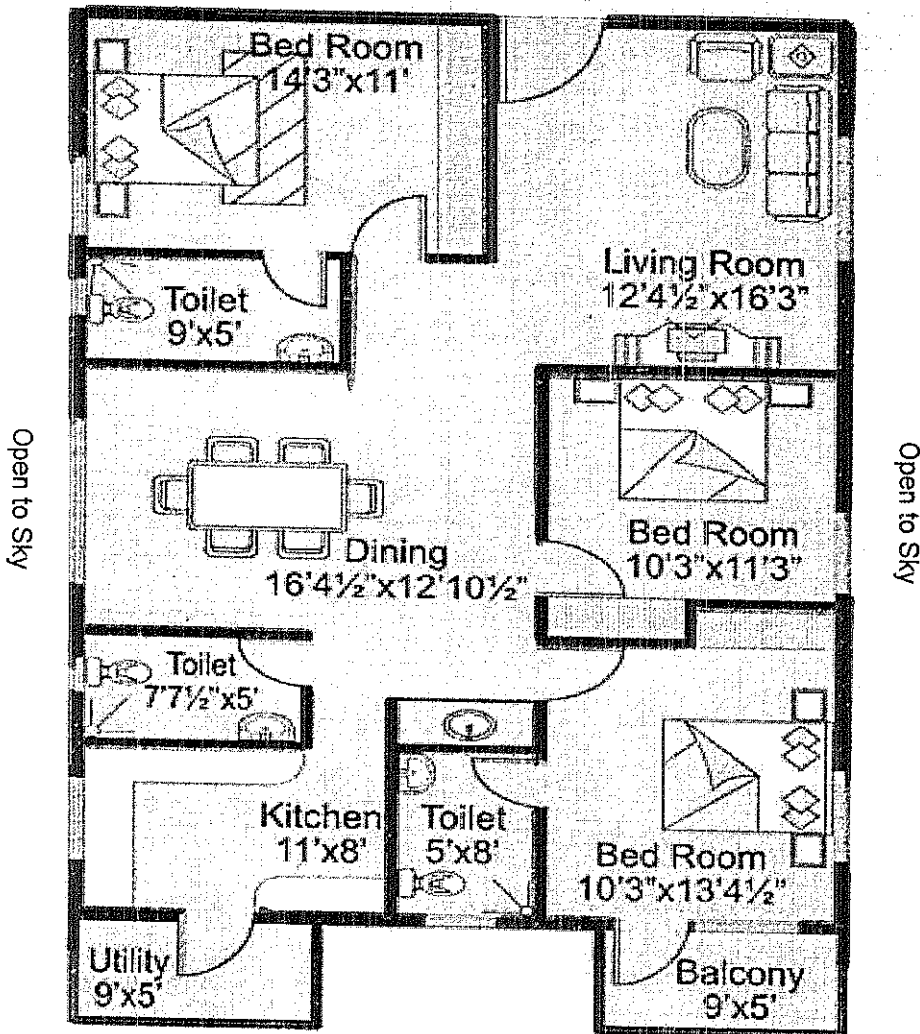 Bed Room
14'3"x11'
Living Room
12'4½"x16'3"
Toilet
9'x5'
Open to Sky
Dining
16'4½"x12'10½"
Bed Room
10'3"x11'3"
Open to Sky
Toilet
7'7½"x5'
Kitchen
11'x8'
Toilet
5'x8'
Bed Room
10'3"x13'4½"
Utility
9'x5'
Balcony
9'x5'